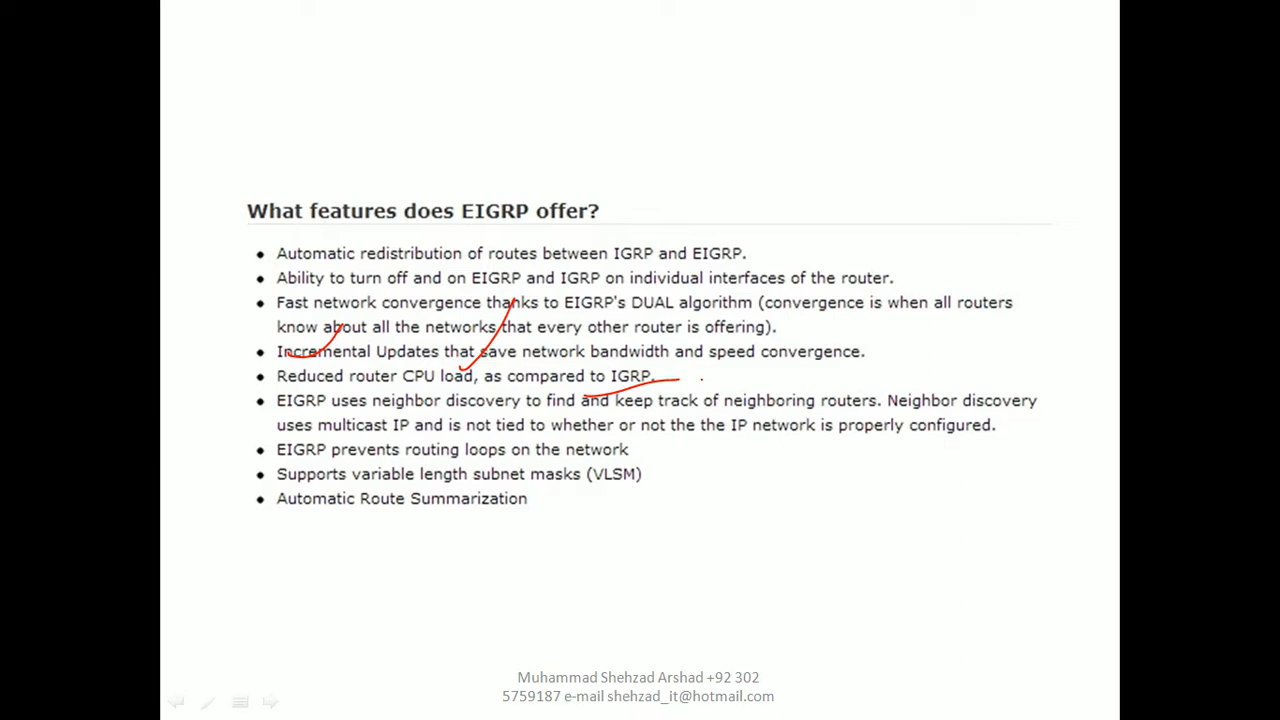 What features does EIGRP offer?
● Automatic redistribution of routes between IGRP and EIGRP.
● Ability to turn off and on EIGRP and IGRP on individual interfaces of the router.
● Fast network convergence thanks to EIGRP's DUAL algorithm (convergence is when all routers
know about all the networks that every other router is offering).
● Incremental Updates that save network bandwidth and speed convergence.
● Reduced router CPU load, as compared to IGRP.
● EIGRP uses neighbor discovery to find and keep track of neighboring routers. Neighbor discovery
uses multicast IP and is not tied to whether or not the the IP network is properly configured.
● EIGRP prevents routing loops on the network
● Supports variable length subnet masks (VLSM)
● Automatic Route Summarization
Muhammad Shehzad Arshad +92 302
5759187 e-mail shehzad_it@hotmail.com